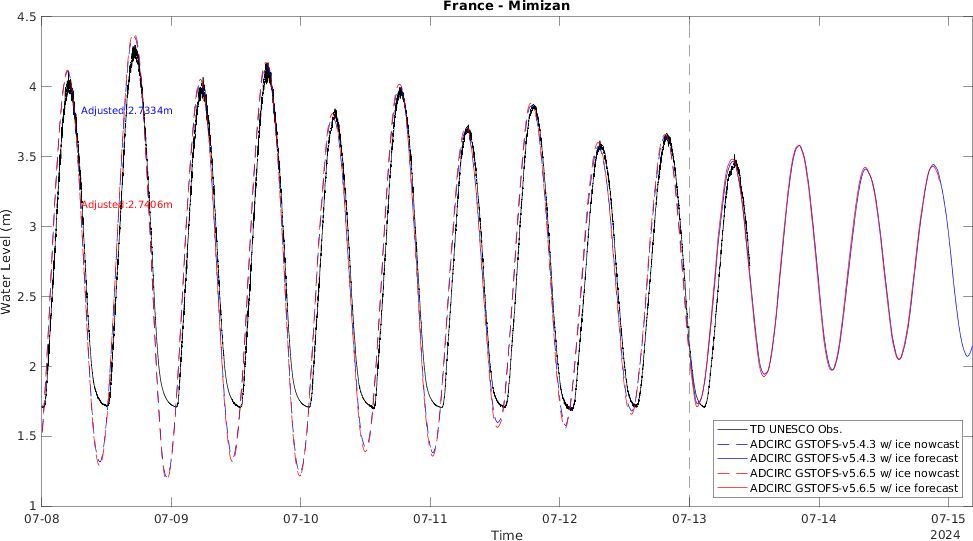 France - Mimizan
4.5
4
3.5
3
2.5
2
1.5
1
Water Level (m)
Adjusted:2.7334m
Adjusted:2.7406m
TD UNESCO Obs.
ADCIRC GSTOFS-v5.4.3 w/ ice nowcast
ADCIRC GSTOFS-v5.4.3 w/ ice forecast
ADCIRC GSTOFS-v5.6.5 w/ ice nowcast
ADCIRC GSTOFS-v5.6.5 w/ ice forecast
07-08 07-09 07-10 07-11 07-12 07-13 07-14 07-15
Time
2024